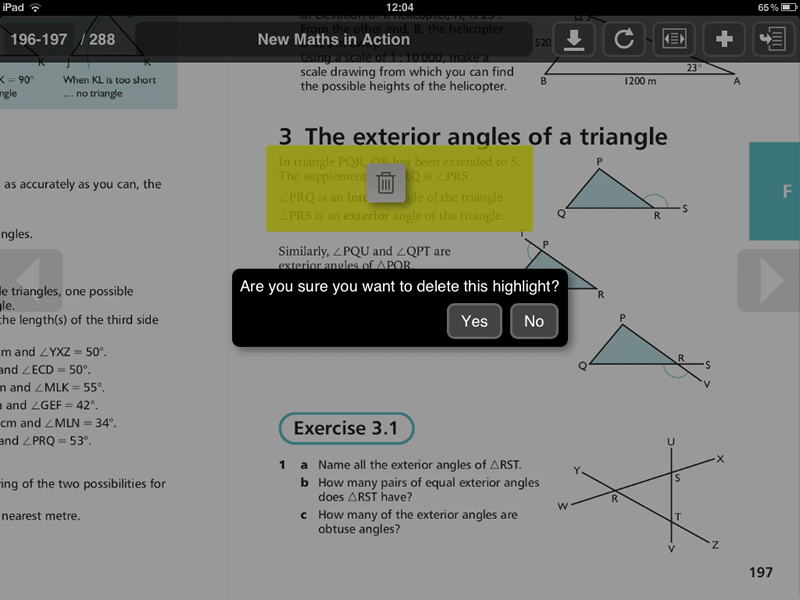 iPad
12:04
65 %
196-197 / 288
New Maths in Action
of elevation of a helicopter, H, is 23°.
From the other end, B, the helicopter
Using a scale of 1 : 10 000, make a
scale drawing from which you can find
the possible heights of the helicopter.
H
520
23°
B
1200 m
A
K
J
K
K = 90°
ngle
When KL is too short
… no triangle
as accurately as you can, the
ngles.
le triangles, one possible
gle.
the length(s) of the third side
cm and ∠YXZ = 50°.
and ∠ECD = 50°.
m and ∠MLK = 55°.
n and ∠GEF = 42°.
cm and ∠MLN = 34°.
and ∠PRQ = 53°.
ving of the two possibilities for
nearest metre.
3 The exterior angles of a triangle
In triangle PQR, QR has been extended to S.
The supplement RQ is ∠PRS.
∠PRQ is an inte angle of the triangle.
∠PRS is an exterior angle of the triangle.
P
Q
R
S
F
Similarly, ∠PQU and ∠QPT are
exterior angles of △PQR.
T
P
R
Are you sure you want to delete this highlight?
Yes
No
P
Q
R
S
V
Exercise 3.1
1 a Name all the exterior angles of △RST.
b How many pairs of equal exterior angles
does △RST have?
c How many of the exterior angles are
obtuse angles?
U
X
Y
S
W
R
T
V
Z
197